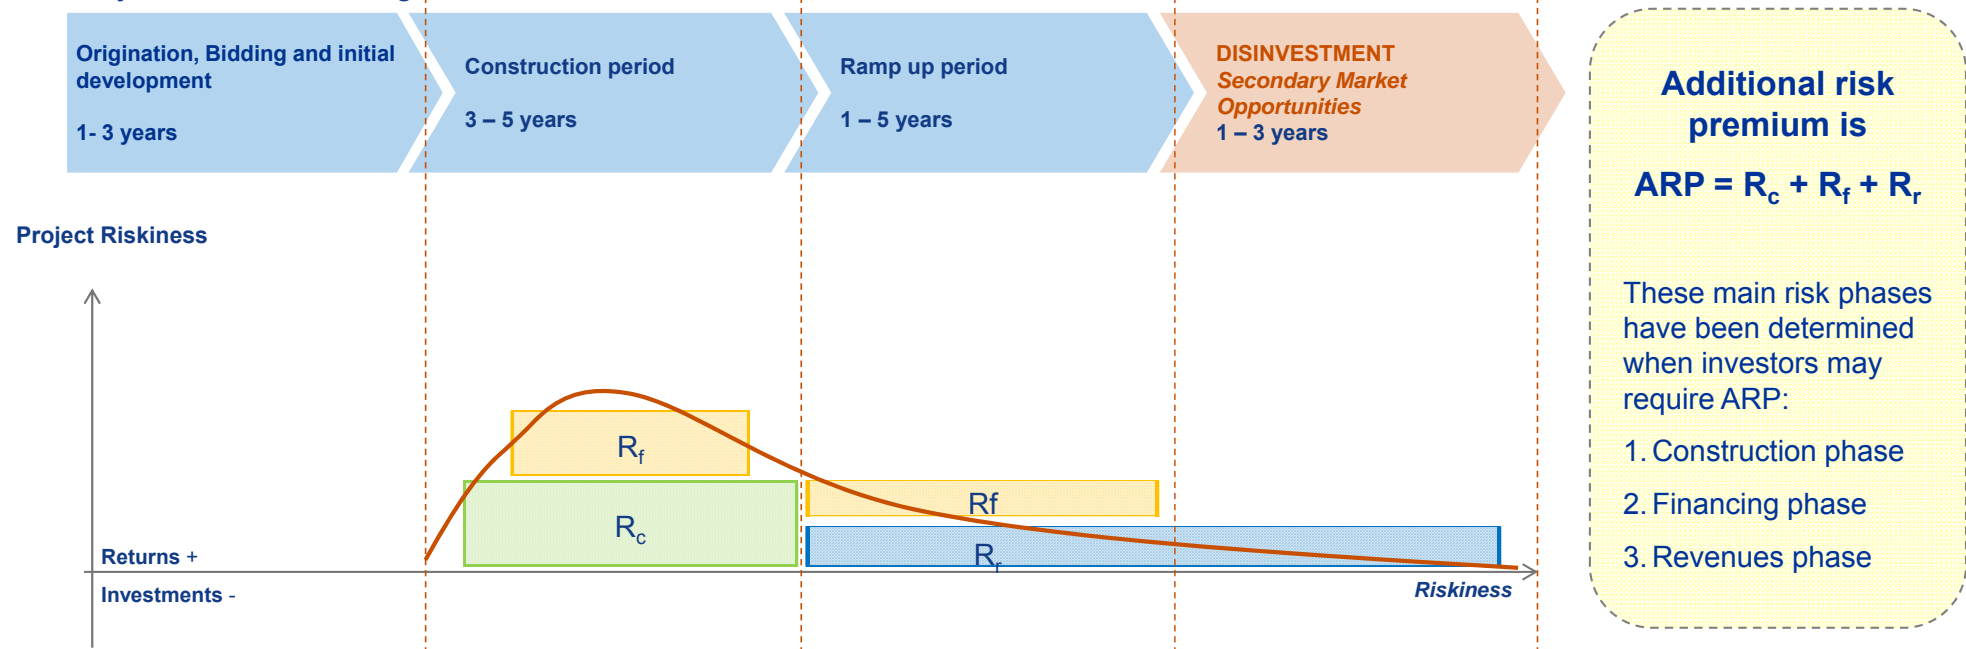 Origination, Bidding and initial
development
1- 3 years
Construction period
3 – 5 years
Ramp up period
1 – 5 years
DISINVESTMENT
Secondary Market
Opportunities
1 – 3 years
Project Riskiness
Rf
Rc
Rf
Rr
Returns +
Investments -
Riskiness
Additional risk
premium is
ARP = Rc + Rf + Rr
These main risk phases
have been determined
when investors may
require ARP:
1. Construction phase
2. Financing phase
3. Revenues phase